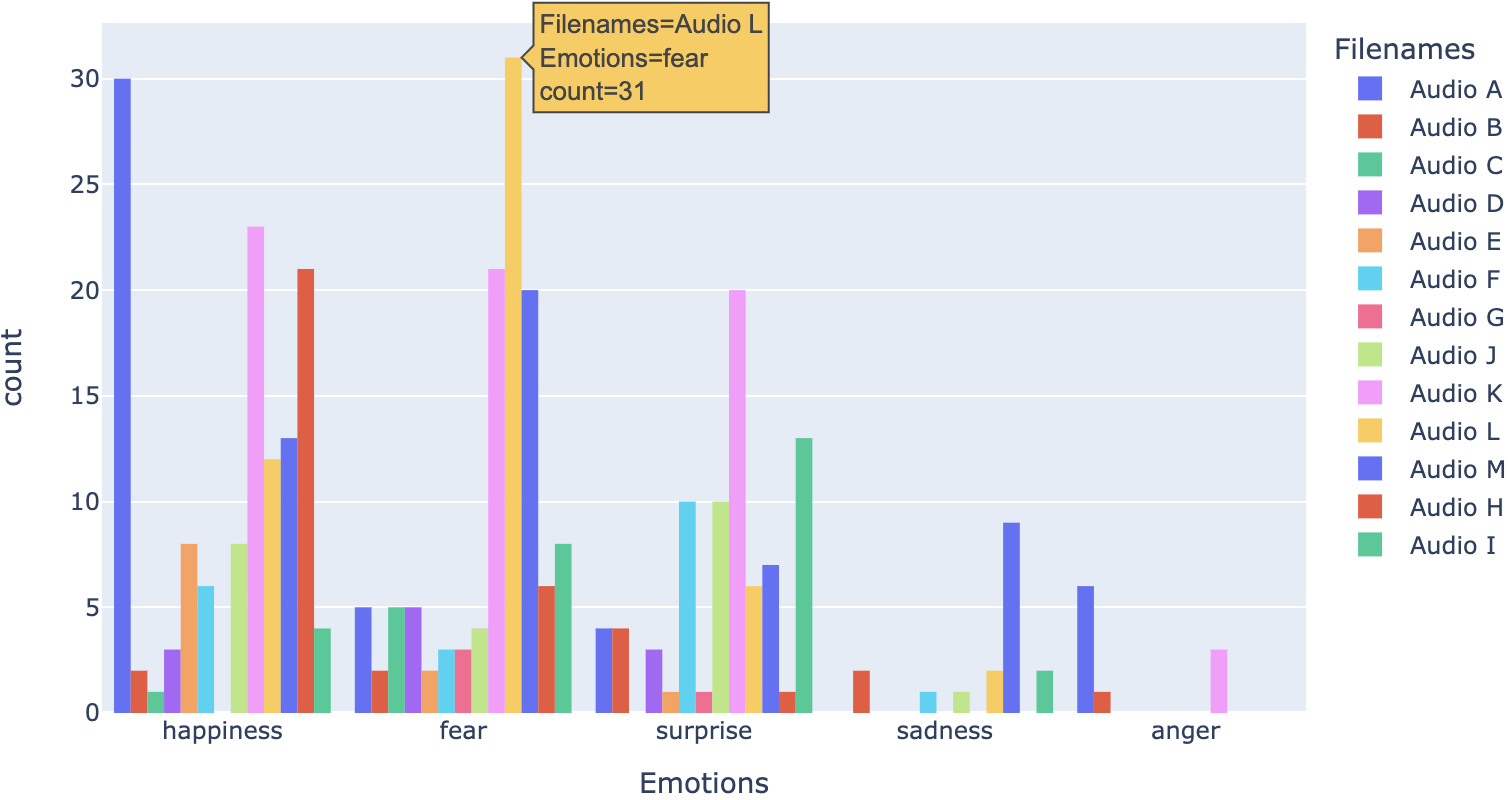 Filenames=Audio L
Emotions=fear
count=31
Filenames
Audio A
Audio B
Audio C
Audio D
Audio E
Audio F
Audio G
Audio J
Audio K
Audio L
Audio M
Audio H
Audio I
30
25
20
15
10
5
0
count
happiness
fear
surprise
sadness
anger
Emotions